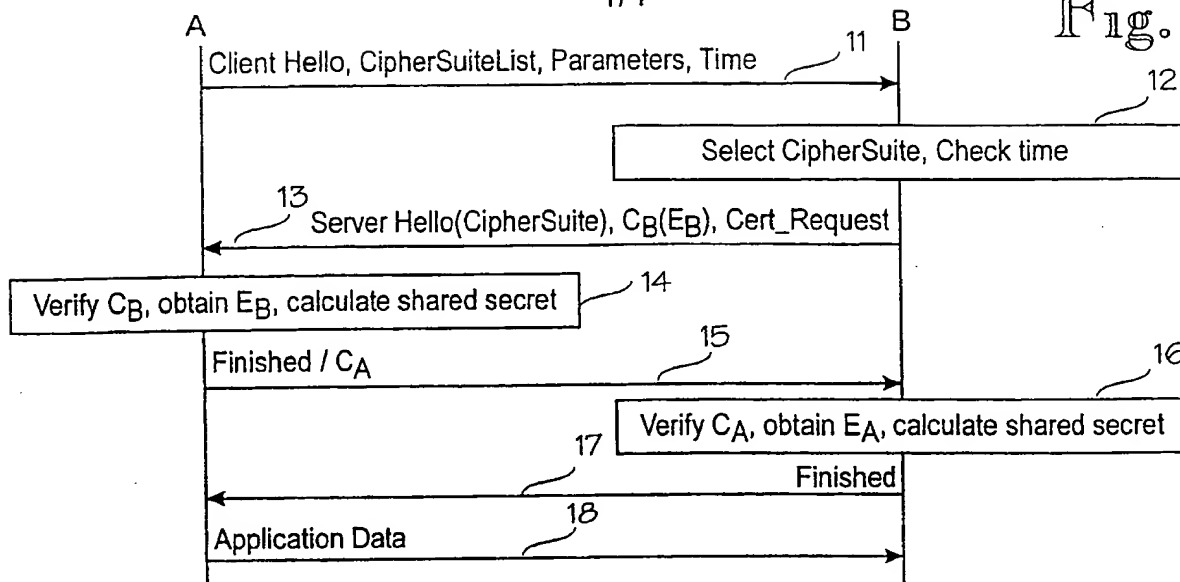 A
B
Fig.
Client Hello, CipherSuiteList, Parameters, Time
11
12
Select CipherSuite, Check time
13
Server Hello(CipherSuite), CB(EB), Cert_Request
14
Verify CB, obtain EB, calculate shared secret
Finished / CA
15
16
Verify CA, obtain EA, calculate shared secret
17
Finished
Application Data
18